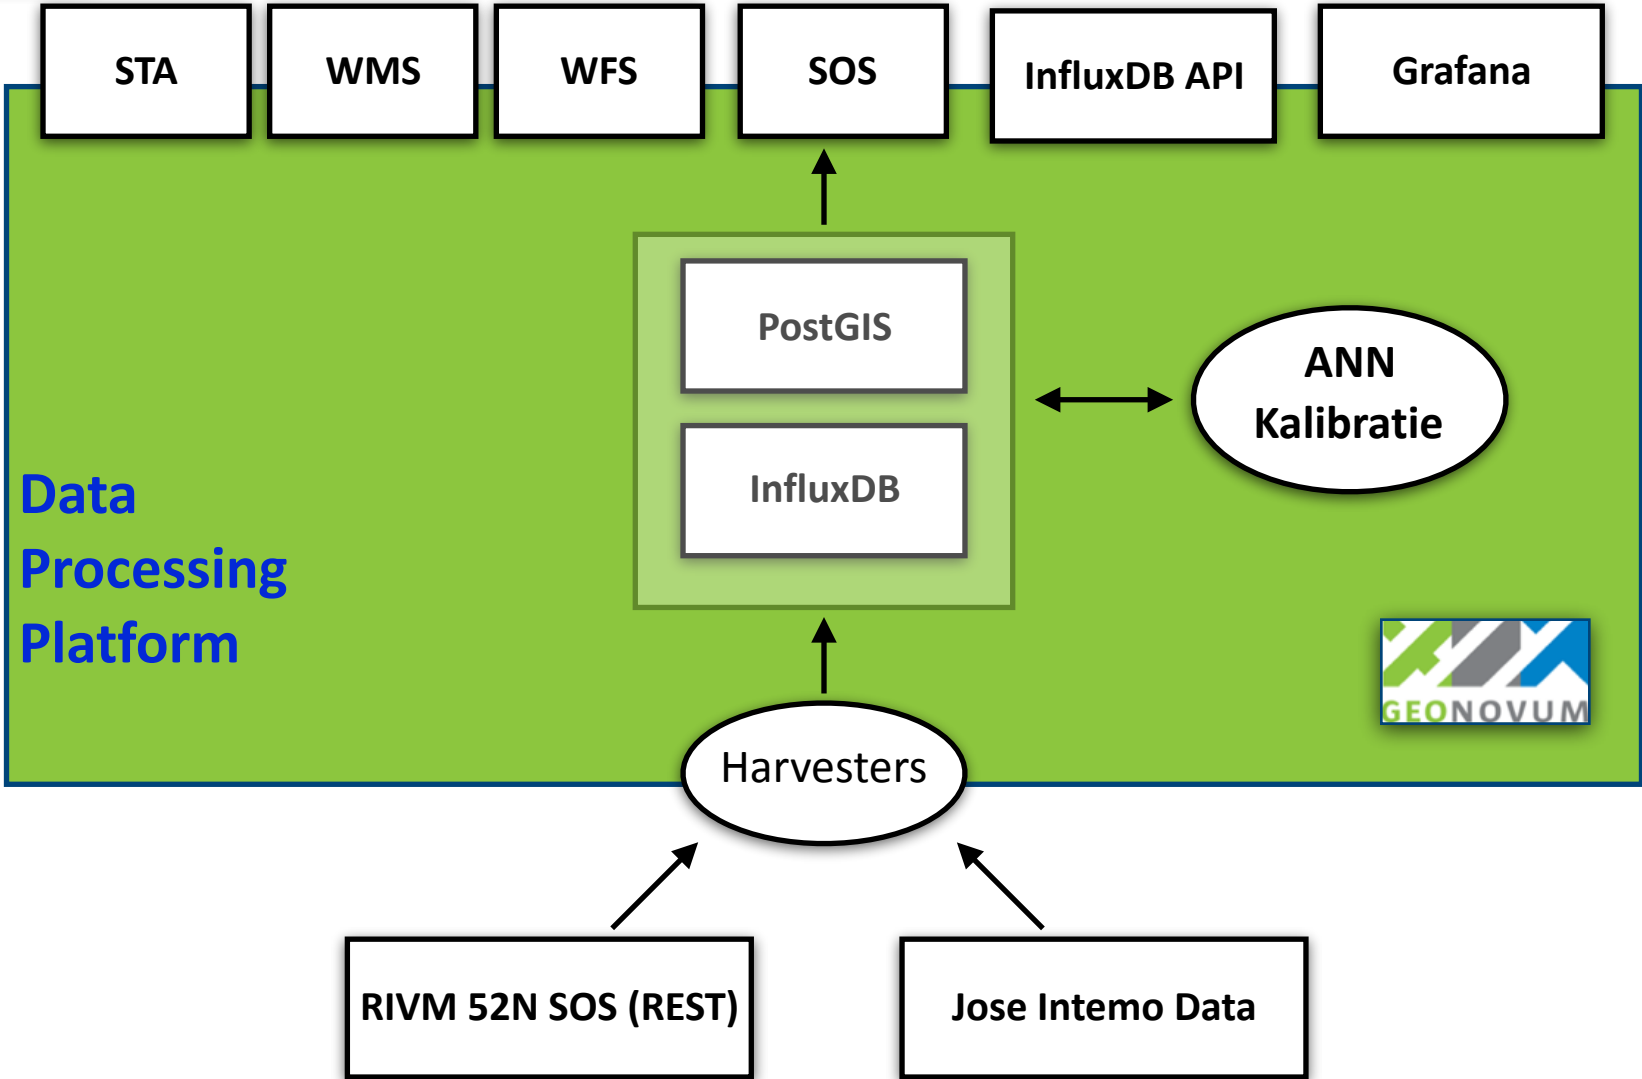 STA
WMS
WFS
SOS
InfluxDB API
Grafana
PostGIS
ANN
Kalibratie
InfluxDB
Data
Processing
Platform
GEONOVUM
Harvesters
RIVM 52N SOS (REST)
Jose Intemo Data